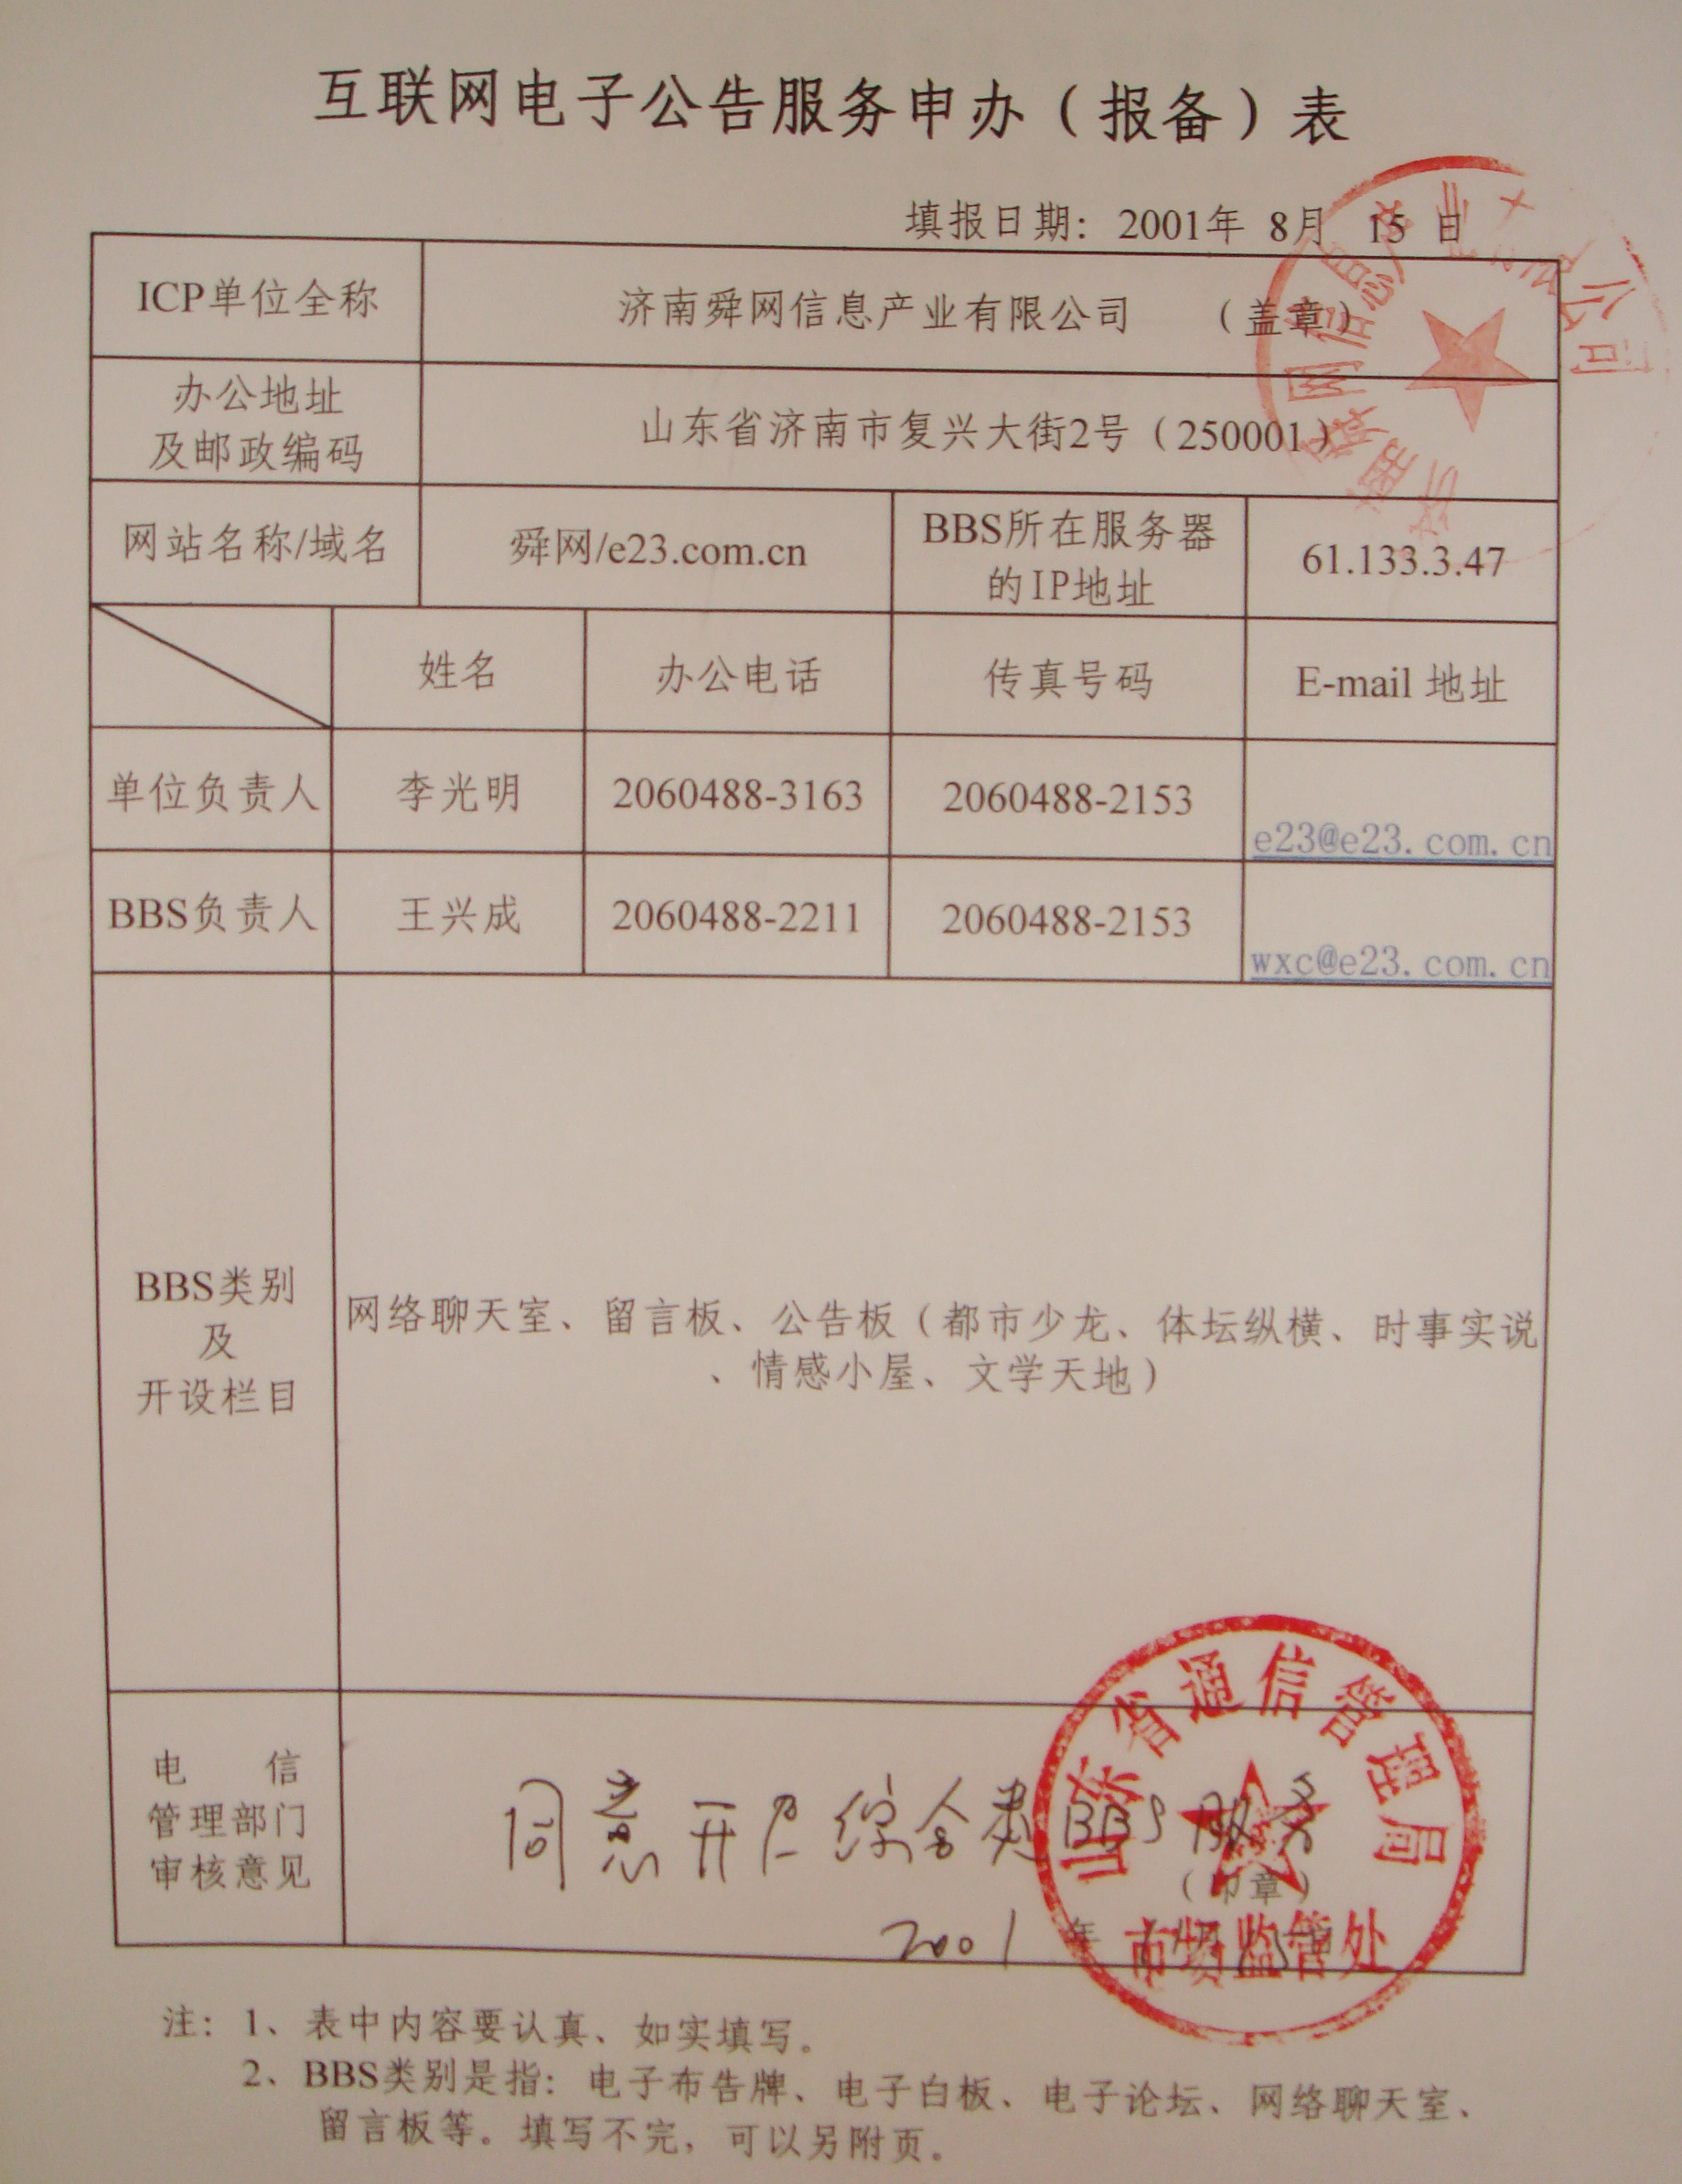 互联网电子公告服务申办（报备）表
填报日期：2001年 8月 15 日
ICP单位全称
济南舜网信息产业有限公司 （盖章）
办公地址
及邮政编码
山东省济南市复兴大街2号（250001）
网站名称/域名
舜网/e23.com.cn
BBS所在服务器
的IP地址
61.133.3.47
姓名
办公电话
传真号码
E-mail 地址
单位负责人
李光明
2060488-3163
2060488-2153
e23@e23.com.cn
BBS负责人
王兴成
2060488-2211
2060488-2153
wxc@e23.com.cn
BBS类别
及
开设栏目
网络聊天室、留言板、公告板（都市少龙、体坛纵横、时事实说
、情感小屋、文学天地）
电 信
管理部门
审核意见
同意开展综合类BBS服务
（印章）
2001 年
山东省通信管理局
市场监管处
注：1、表中内容要认真、如实填写。
2、BBS类别是指：电子布告牌、电子白板、电子论坛、网络聊天室、
留言板等。填写不完，可以另附页。